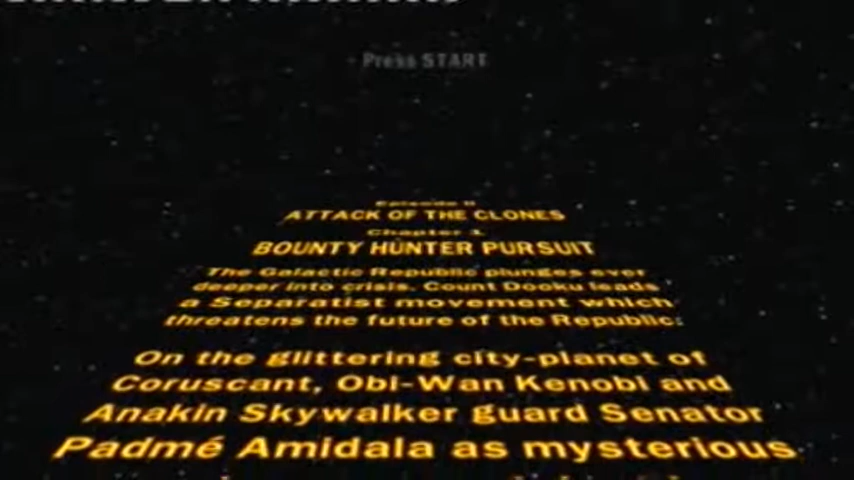 Press START
Episode II
ATTACK OF THE CLONES
Chapter 1
BOUNTY HUNTER PURSUIT
The Galactic Republic plunges ever
deeper into crisis. Count Dooku leads
a Separatist movement which
threatens the future of the Republic.
On the glittering city-planet of
Coruscant, Obi-Wan Kenobi and
Anakin Skywalker guard Senator
Padmé Amidala as mysterious